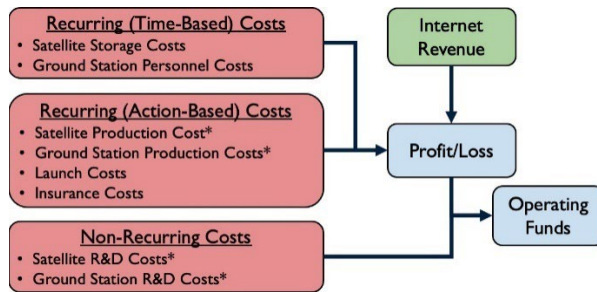 Recurring (Time-Based) Costs
• Satellite Storage Costs
• Ground Station Personnel Costs
Internet
Revenue
Recurring (Action-Based) Costs
• Satellite Production Cost*
• Ground Station Production Costs*
• Launch Costs
• Insurance Costs
Profit/Loss
Operating
Funds
Non-Recurring Costs
• Satellite R&D Costs*
• Ground Station R&D Costs*